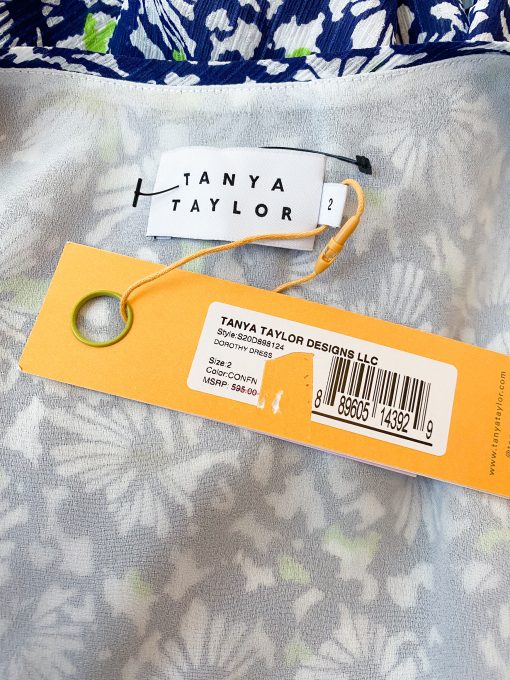 TANYA
TAYLOR
2
TANYA TAYLOR DESIGNS LLC
Style:S20D898124
DOROTHY DRESS
Size:2
Color:CONFN
MSRP: 595.00
8 89605 14392 9
www.tanyataylor.com